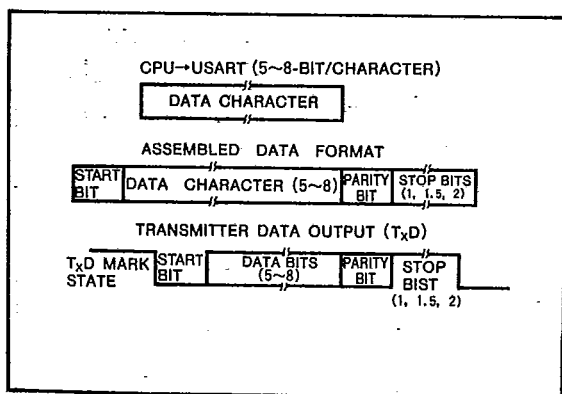 CPU→USART (5~8-BIT/CHARACTER)
DATA CHARACTER
ASSEMBLED DATA FORMAT
START BIT
DATA CHARACTER (5~8)
PARITY BIT
STOP BITS
(1, 1.5, 2)
TRANSMITTER DATA OUTPUT (TxD)
TxD MARK STATE
START BIT
DATA BITS
(5~8)
PARITY BIT
STOP BIST
(1, 1.5, 2)